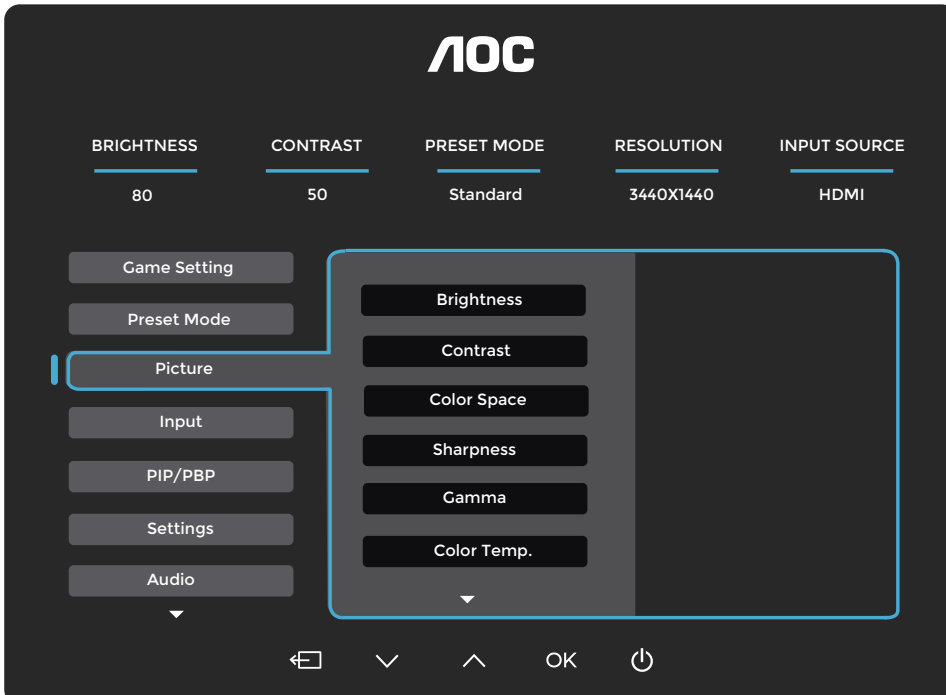 AOC
BRIGHTNESS CONTRAST PRESET MODE RESOLUTION INPUT SOURCE
80 50 Standard 3440X1440 HDMI
Game Setting
Preset Mode
Picture
Input
PIP/PBP
Settings
Audio
Brightness
Contrast
Color Space
Sharpness
Gamma
Color Temp.
OK